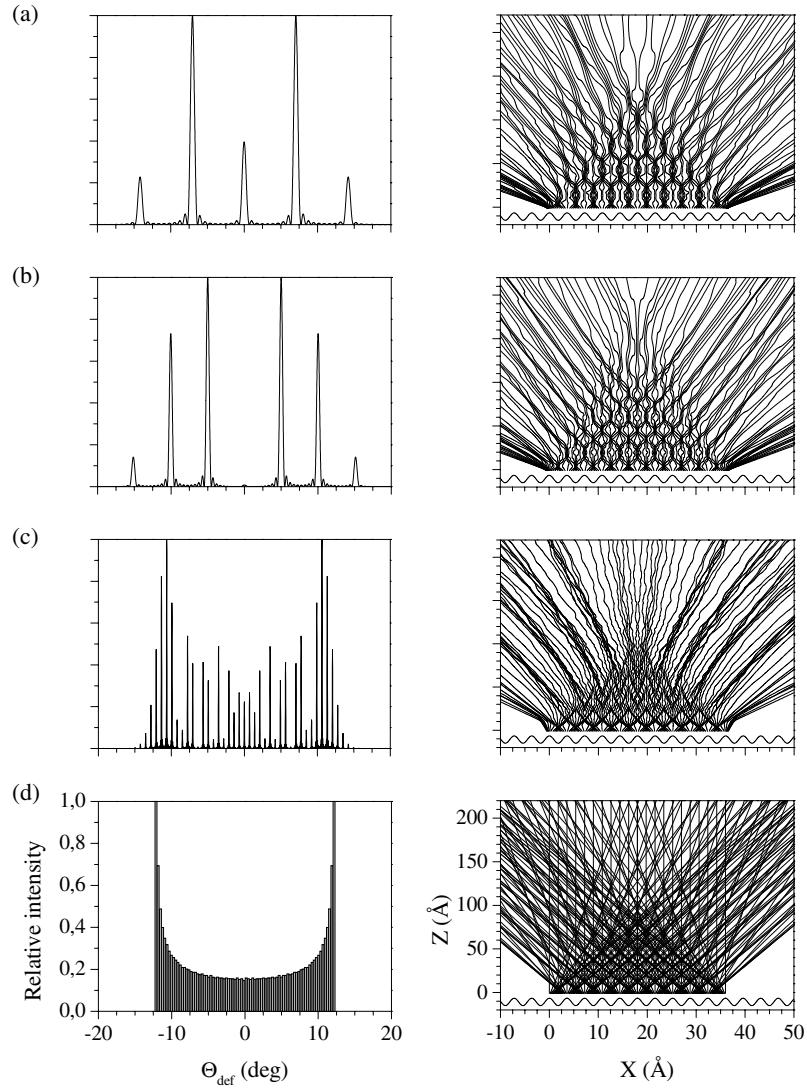 (a)
(b)
(c)
(d)
1,0
0,8
0,6
0,4
0,2
0,0
Relative intensity
-20 -10 0 10 20
Θdef (deg)
200
150
100
50
0
Z (Å)
-10 0 10 20 30 40 50
X (Å)